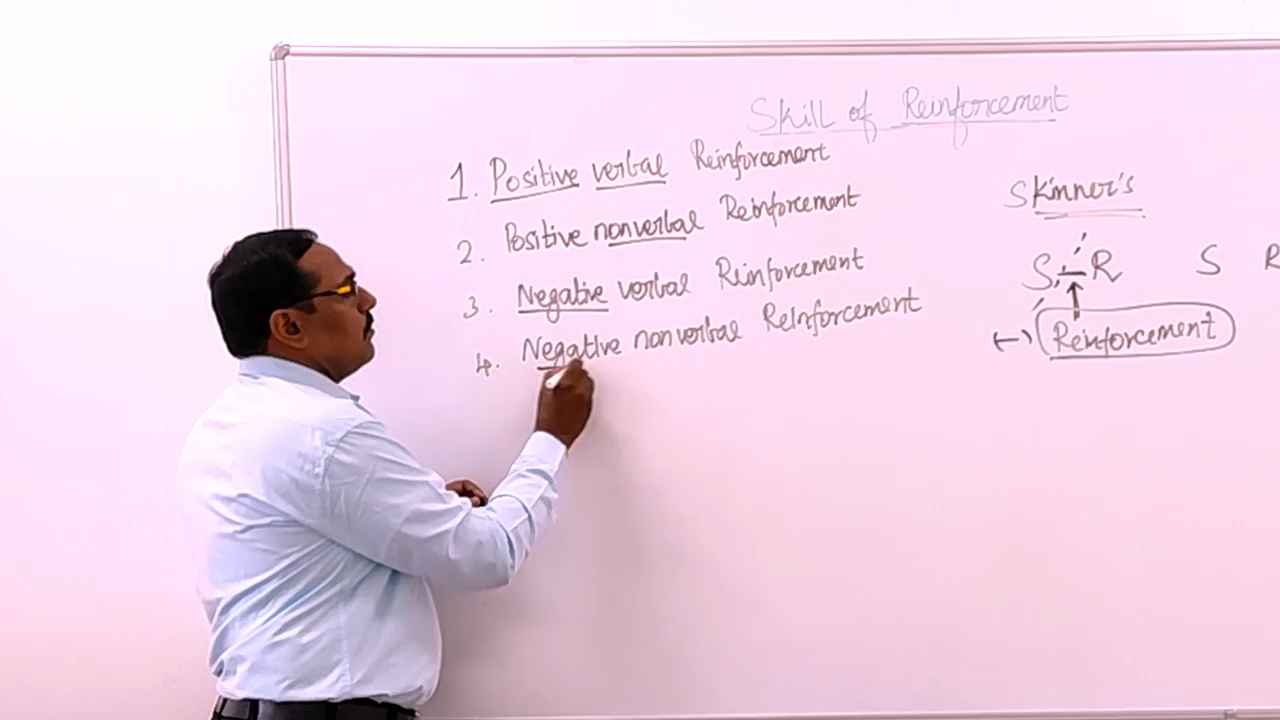 Skill of Reinforcement
1. Positive verbal Reinforcement
2. Positive nonverbal Reinforcement
3. Negative verbal Reinforcement
4. Negative nonverbal Reinforcement
Skinner's
S - R S R
Reinforcement